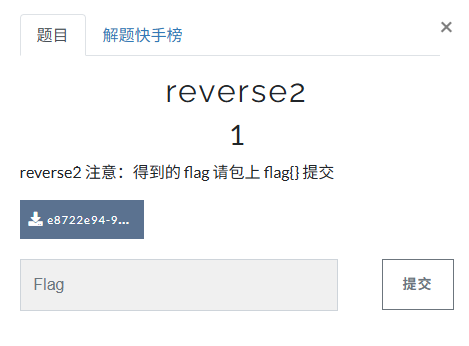 题目 解题快手榜 ×
reverse2
1
reverse2 注意：得到的 flag 请包上 flag{} 提交
e8722e94-9...
Flag 提交